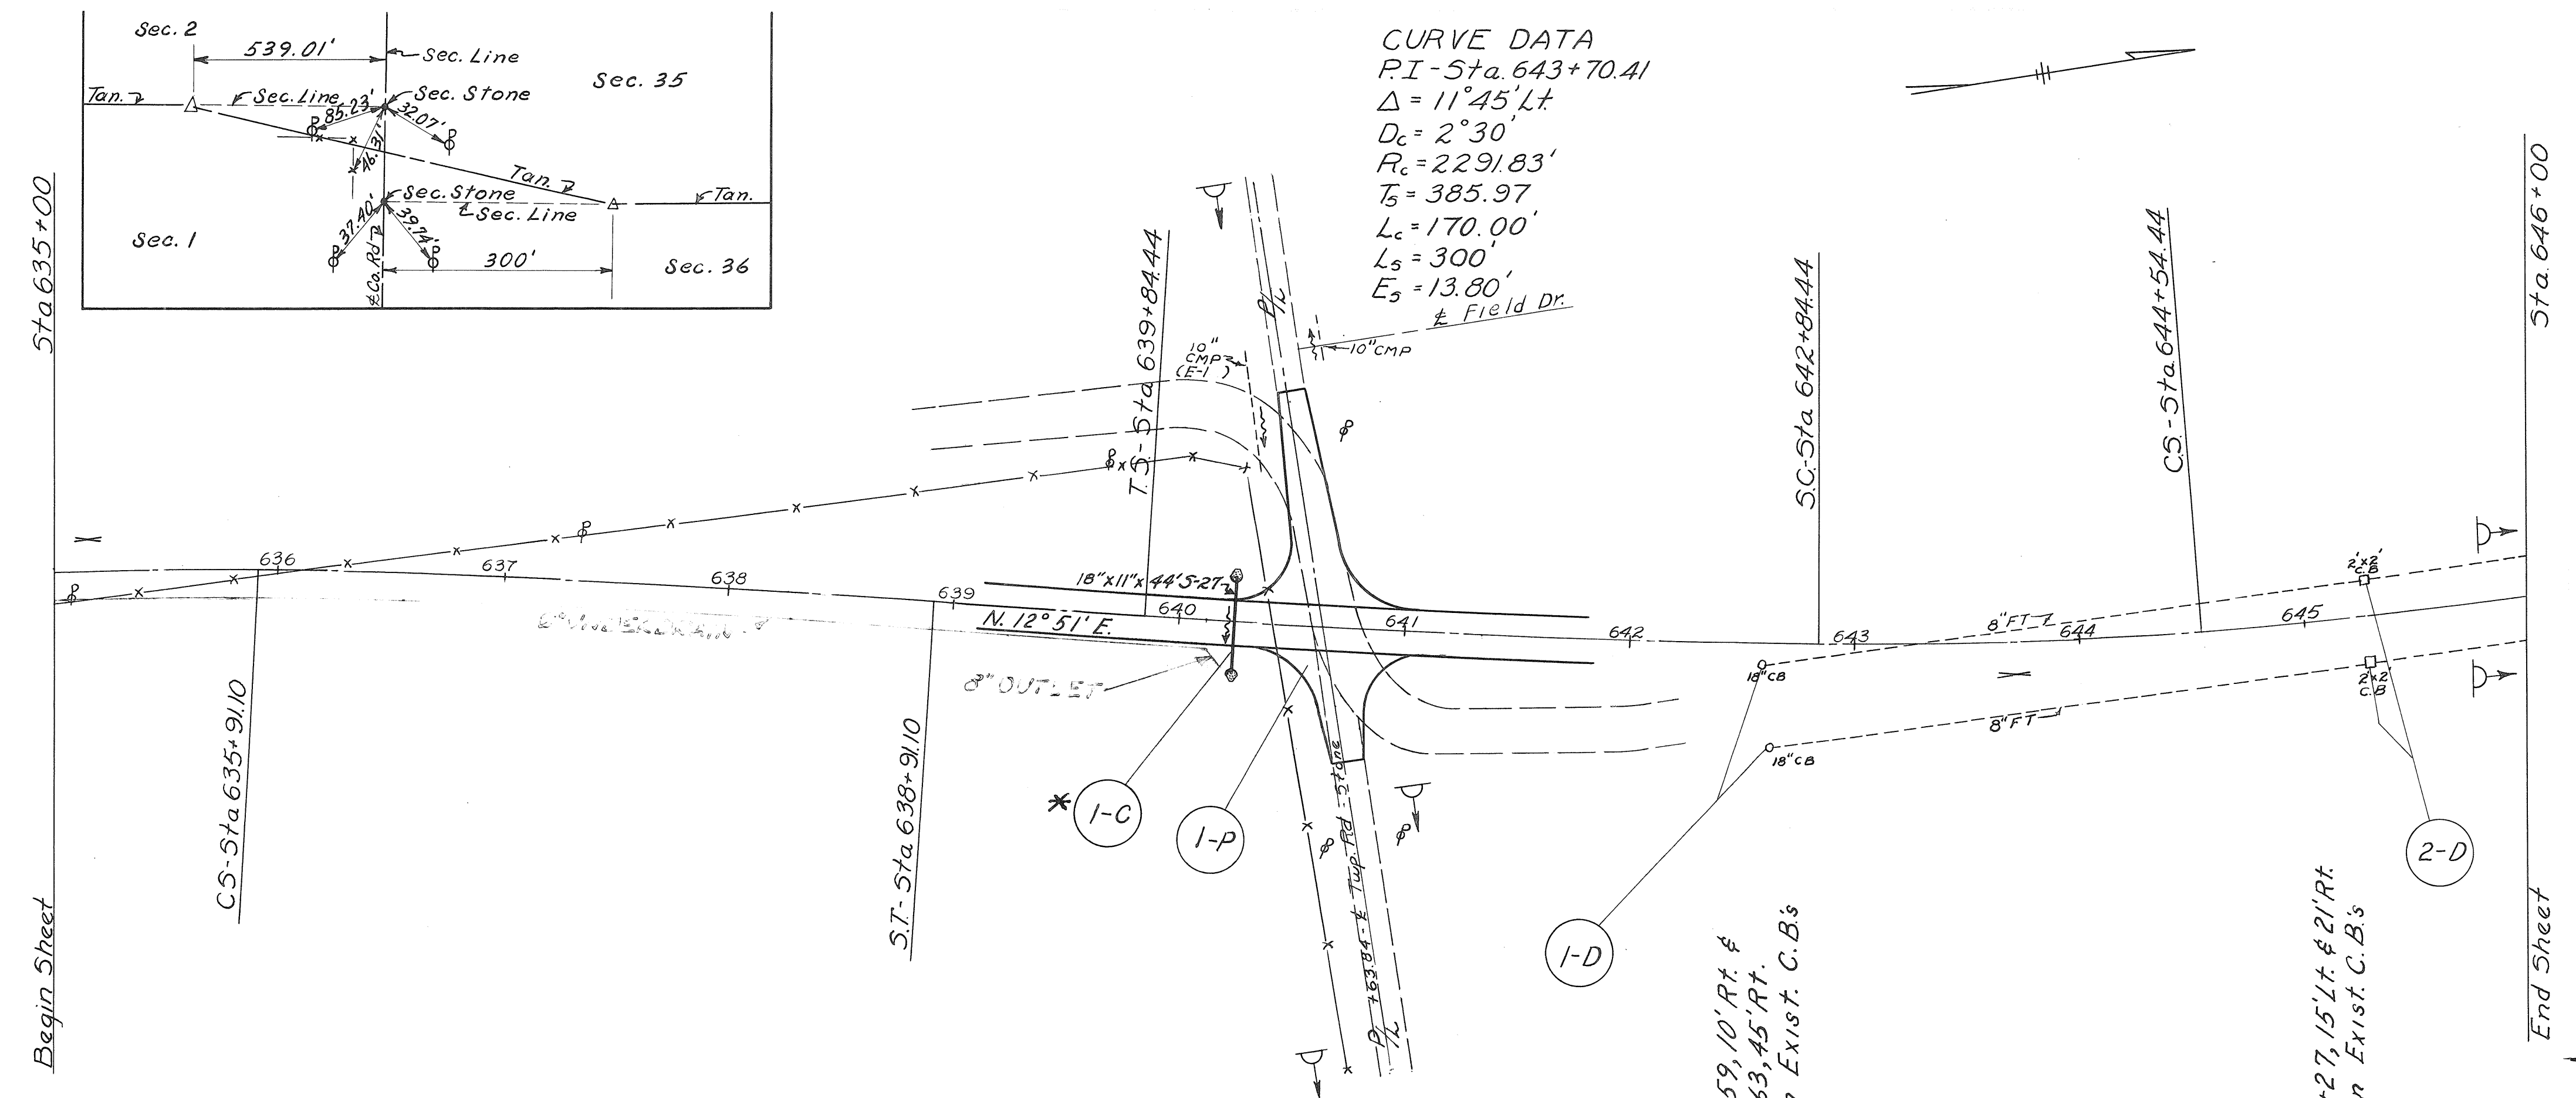 Sec. 2
539.01'
Sec. Line
Sec. 35
Tan.
Sec. Line
Sec. Stone
85.23'
32.07'
46.31'
Tan.
Sec. Stone
Tan.
Sec. Line
37.40'
39.74'
Sec. 1
300'
Sec. 36
℄ Co. Rd.
CURVE DATA
P.I - Sta. 643+70.41
Δ = 11°45' Lt.
Dc = 2°30'
Rc = 2291.83'
Ts = 385.97
Lc = 170.00'
Ls = 300'
Es = 13.80'
℄ Field Dr.
10" CMP
10"
CMP
(E-1)
P/L
Sta 635+00
Begin Sheet
CS - Sta 635+91.10
S.T. - Sta 638+91.10
T.S. - Sta 639+84.44
S.C. - Sta 642+84.44
C.S. - Sta 644+54.44
Sta. 646+00
End Sheet
636
637
638
639
640
641
642
643
644
645
18"x11"x44' S-27
N. 12° 51' E.
8" UNDERDRAIN
8" OUTLET
8" FT
8" FT
18" CB
18" CB
2'x2'
C.B
2'x2'
C.B
1-C
1-P
1-D
2-D
+63.84 - ℄ Twp. Rd - Stone
P/L
59, 10' Rt. &
63, 45' Rt.
Exist. C.B.'s
+27, 15' Lt. & 21' Rt.
n Exist. C.B.'s